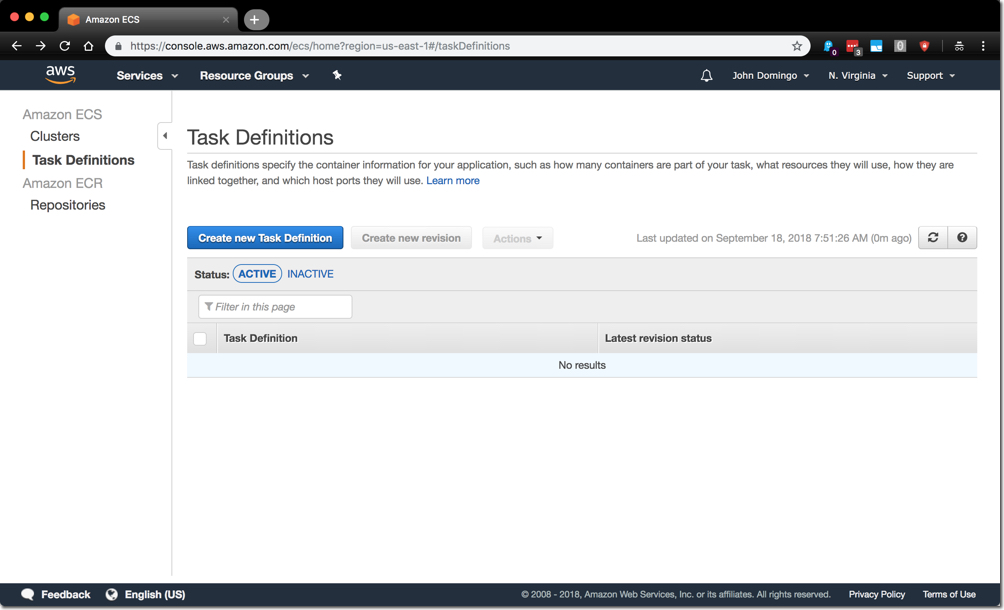 Amazon ECS
https://console.aws.amazon.com/ecs/home?region=us-east-1#/taskDefinitions
0
3
0
aws
Services
Resource Groups
John Domingo
N. Virginia
Support
Amazon ECS
Clusters
Task Definitions
Amazon ECR
Repositories
Task Definitions
Task definitions specify the container information for your application, such as how many containers are part of your task, what resources they will use, how they are
linked together, and which host ports they will use. Learn more
Create new Task Definition
Create new revision
Actions
Last updated on September 18, 2018 7:51:26 AM (0m ago)
Status: ACTIVE INACTIVE
Filter in this page
Task Definition
Latest revision status
No results
Feedback
English (US)
© 2008 - 2018, Amazon Web Services, Inc. or its affiliates. All rights reserved.
Privacy Policy
Terms of Use